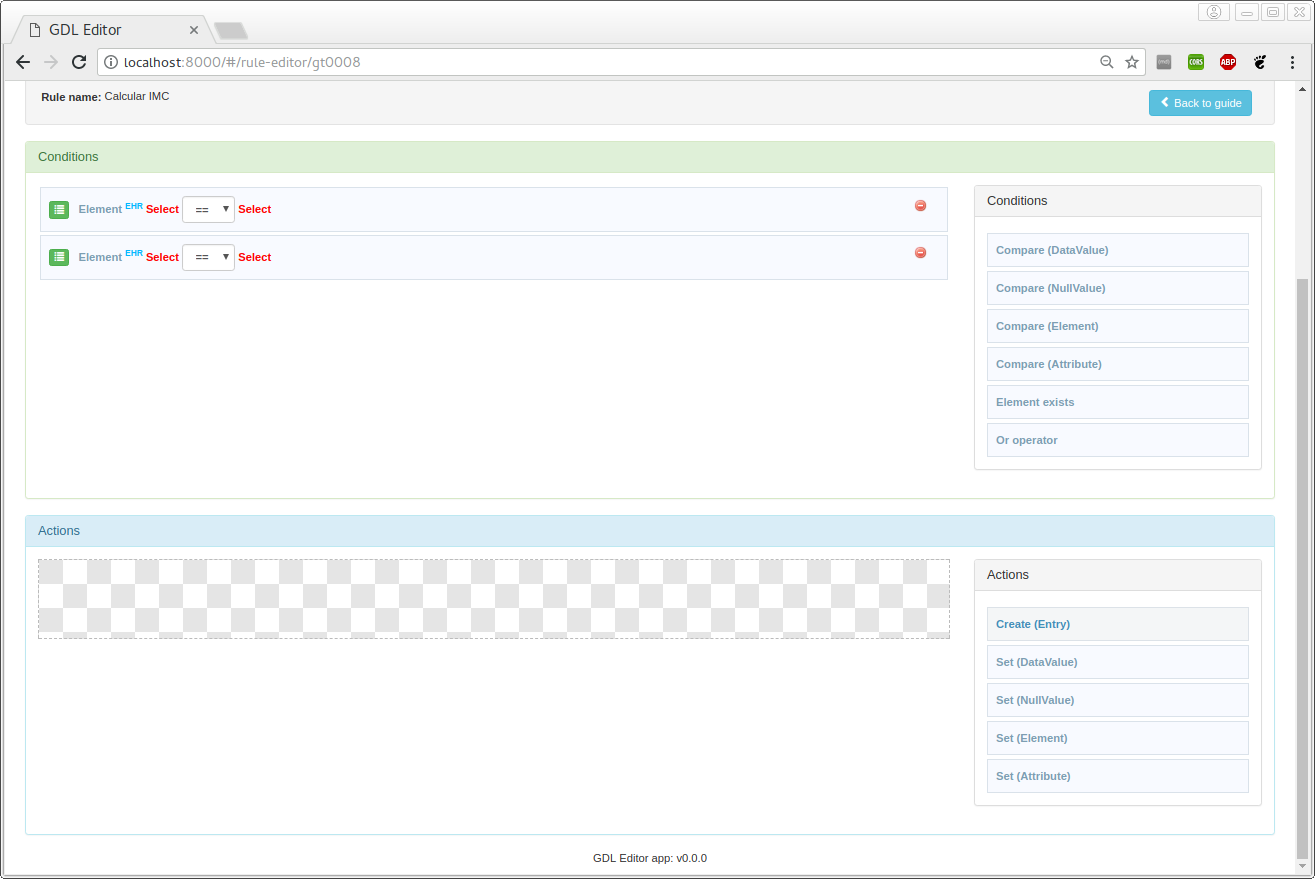 GDL Editor
localhost:8000/#/rule-editor/gt0008
CORS
ABP
Rule name: Calcular IMC
Back to guide
Conditions
Element EHR Select == Select
Element EHR Select == Select
Conditions
Compare (DataValue)
Compare (NullValue)
Compare (Element)
Compare (Attribute)
Element exists
Or operator
Actions
Actions
Create (Entry)
Set (DataValue)
Set (NullValue)
Set (Element)
Set (Attribute)
GDL Editor app: v0.0.0